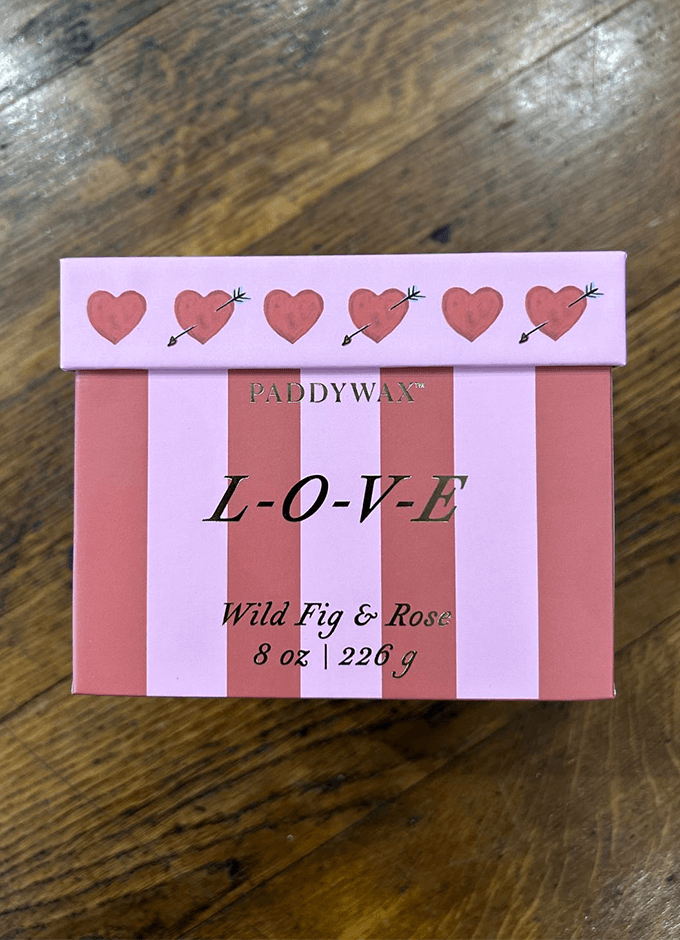 PADDYWAX™
L-O-V-E
Wild Fig & Rose
8 oz | 226 g